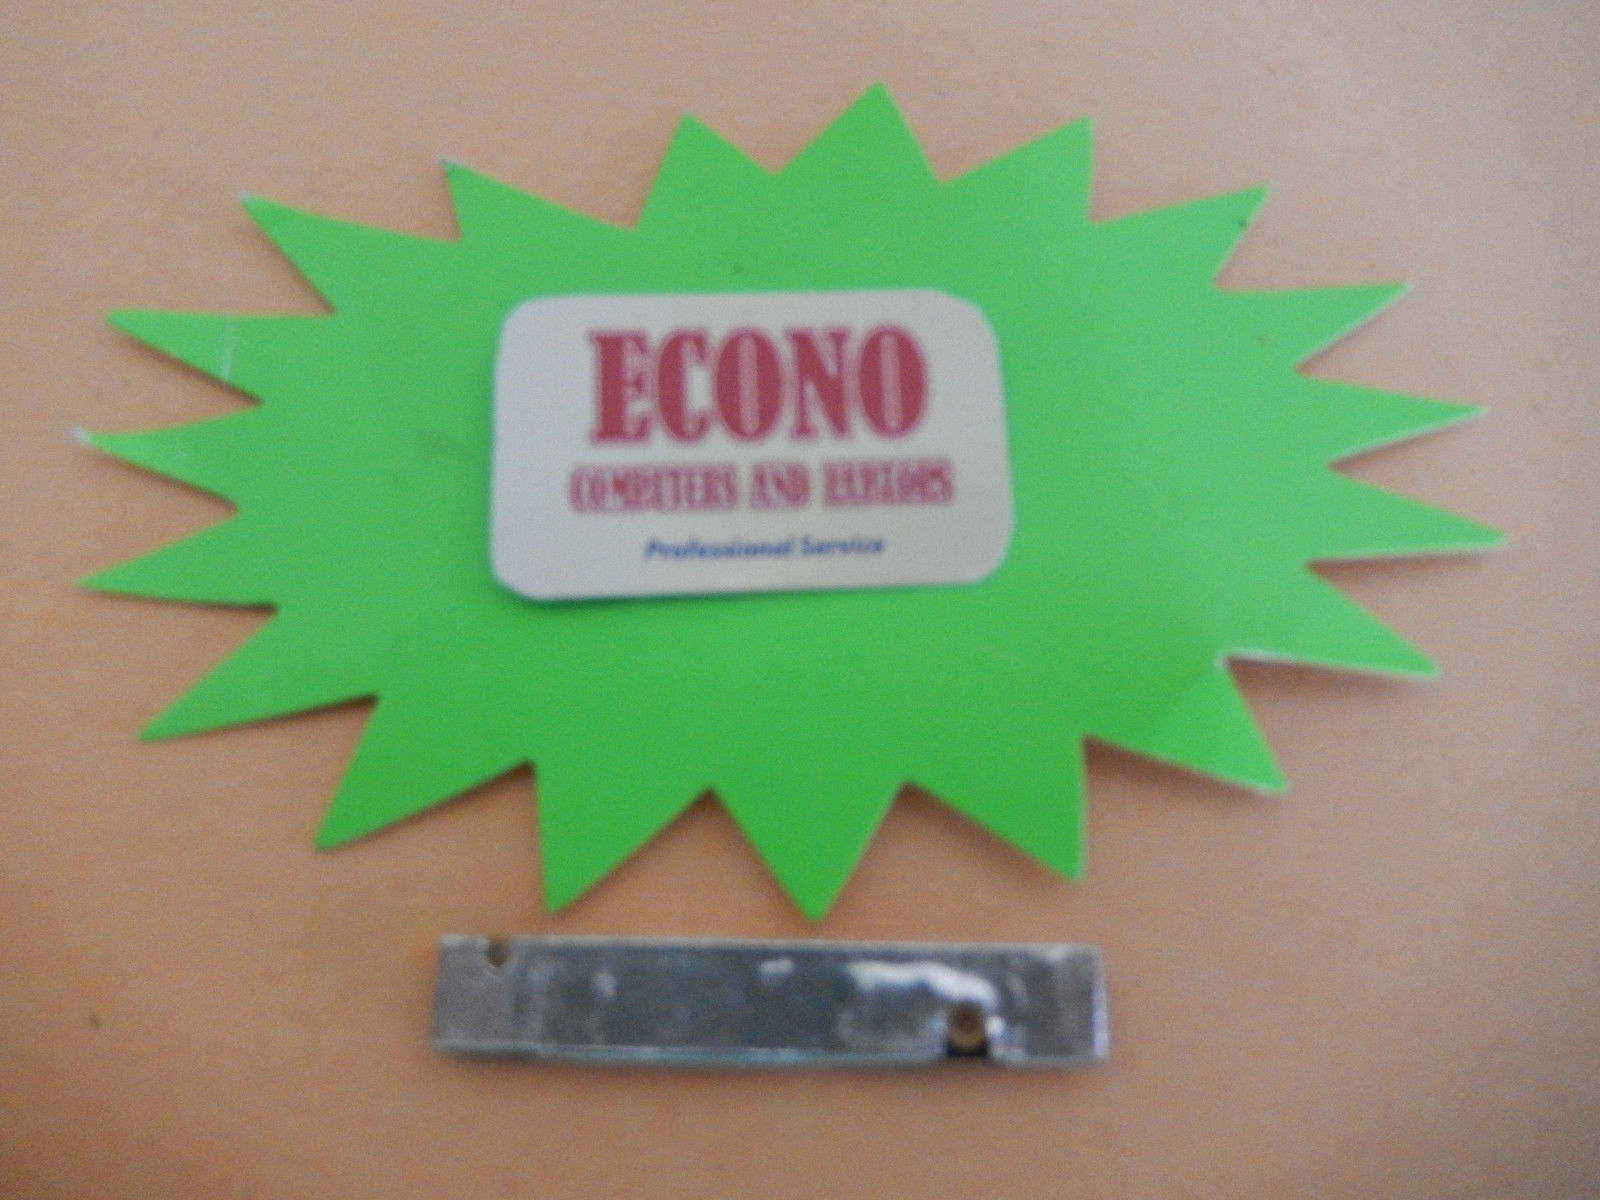 ECONO
COMPUTERS AND LAPTOPS
Professional Service